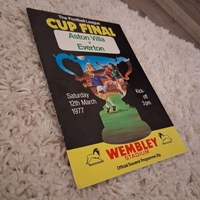 The Football League
CUP FINAL
Aston Villa
v
Everton
Saturday
12th March
1977
Kick-
off
3pm
WEMBLEY
STADIUM
Official Souvenir Programme